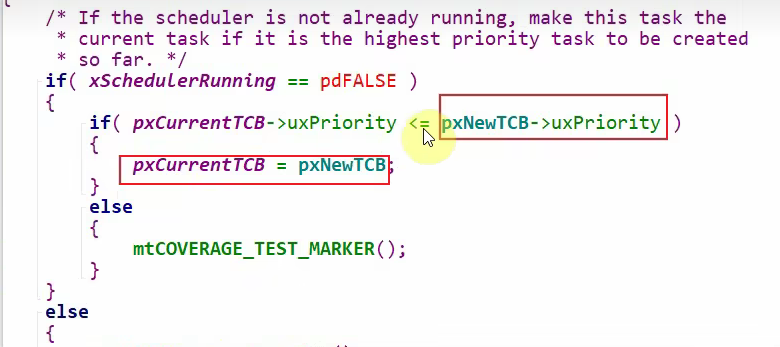 {
/* If the scheduler is not already running, make this task the
* current task if it is the highest priority task to be created
* so far. */
if( xSchedulerRunning == pdFALSE )
{
if( pxCurrentTCB->uxPriority <= pxNewTCB->uxPriority )
{
pxCurrentTCB = pxNewTCB;
}
else
{
mtCOVERAGE_TEST_MARKER();
}
}
else
{